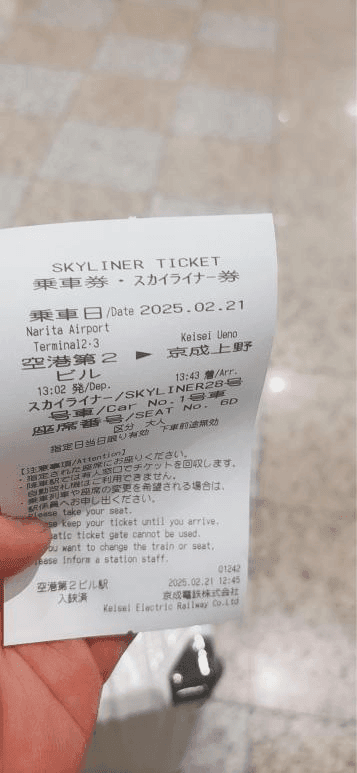 SKYLINER TICKET
乗車券・スカイライナー券
乗車日/Date 2025.02.21
Narita Airport
Terminal2･3
Keisei Ueno
空港第２ビル ► 京成上野
13:02 発/Dep. 13:43 着/Arr.
スカイライナー/SKYLINER28号
号車/Car No.1号車
座席番号/SEAT No. 6D
区分 大人
指定日当日限り有効 下車前途無効
【注意事項/Attention】
・指定された座席にお座りください。
・降車駅では有人窓口でチケットを回収します。
・自動改札機はご利用できません。
・乗車列車や座席の変更を希望される場合は、
駅係員へお申し出ください。
Please take your seat.
ease keep your ticket until you arrive.
atic ticket gate cannot be used.
you want to change the train or seat,
ease inform a station staff.
01242
空港第２ビル駅 2025.02.21 12:45
入鋏済 京成電鉄株式会社
Keisei Electric Railway Co.Ltd